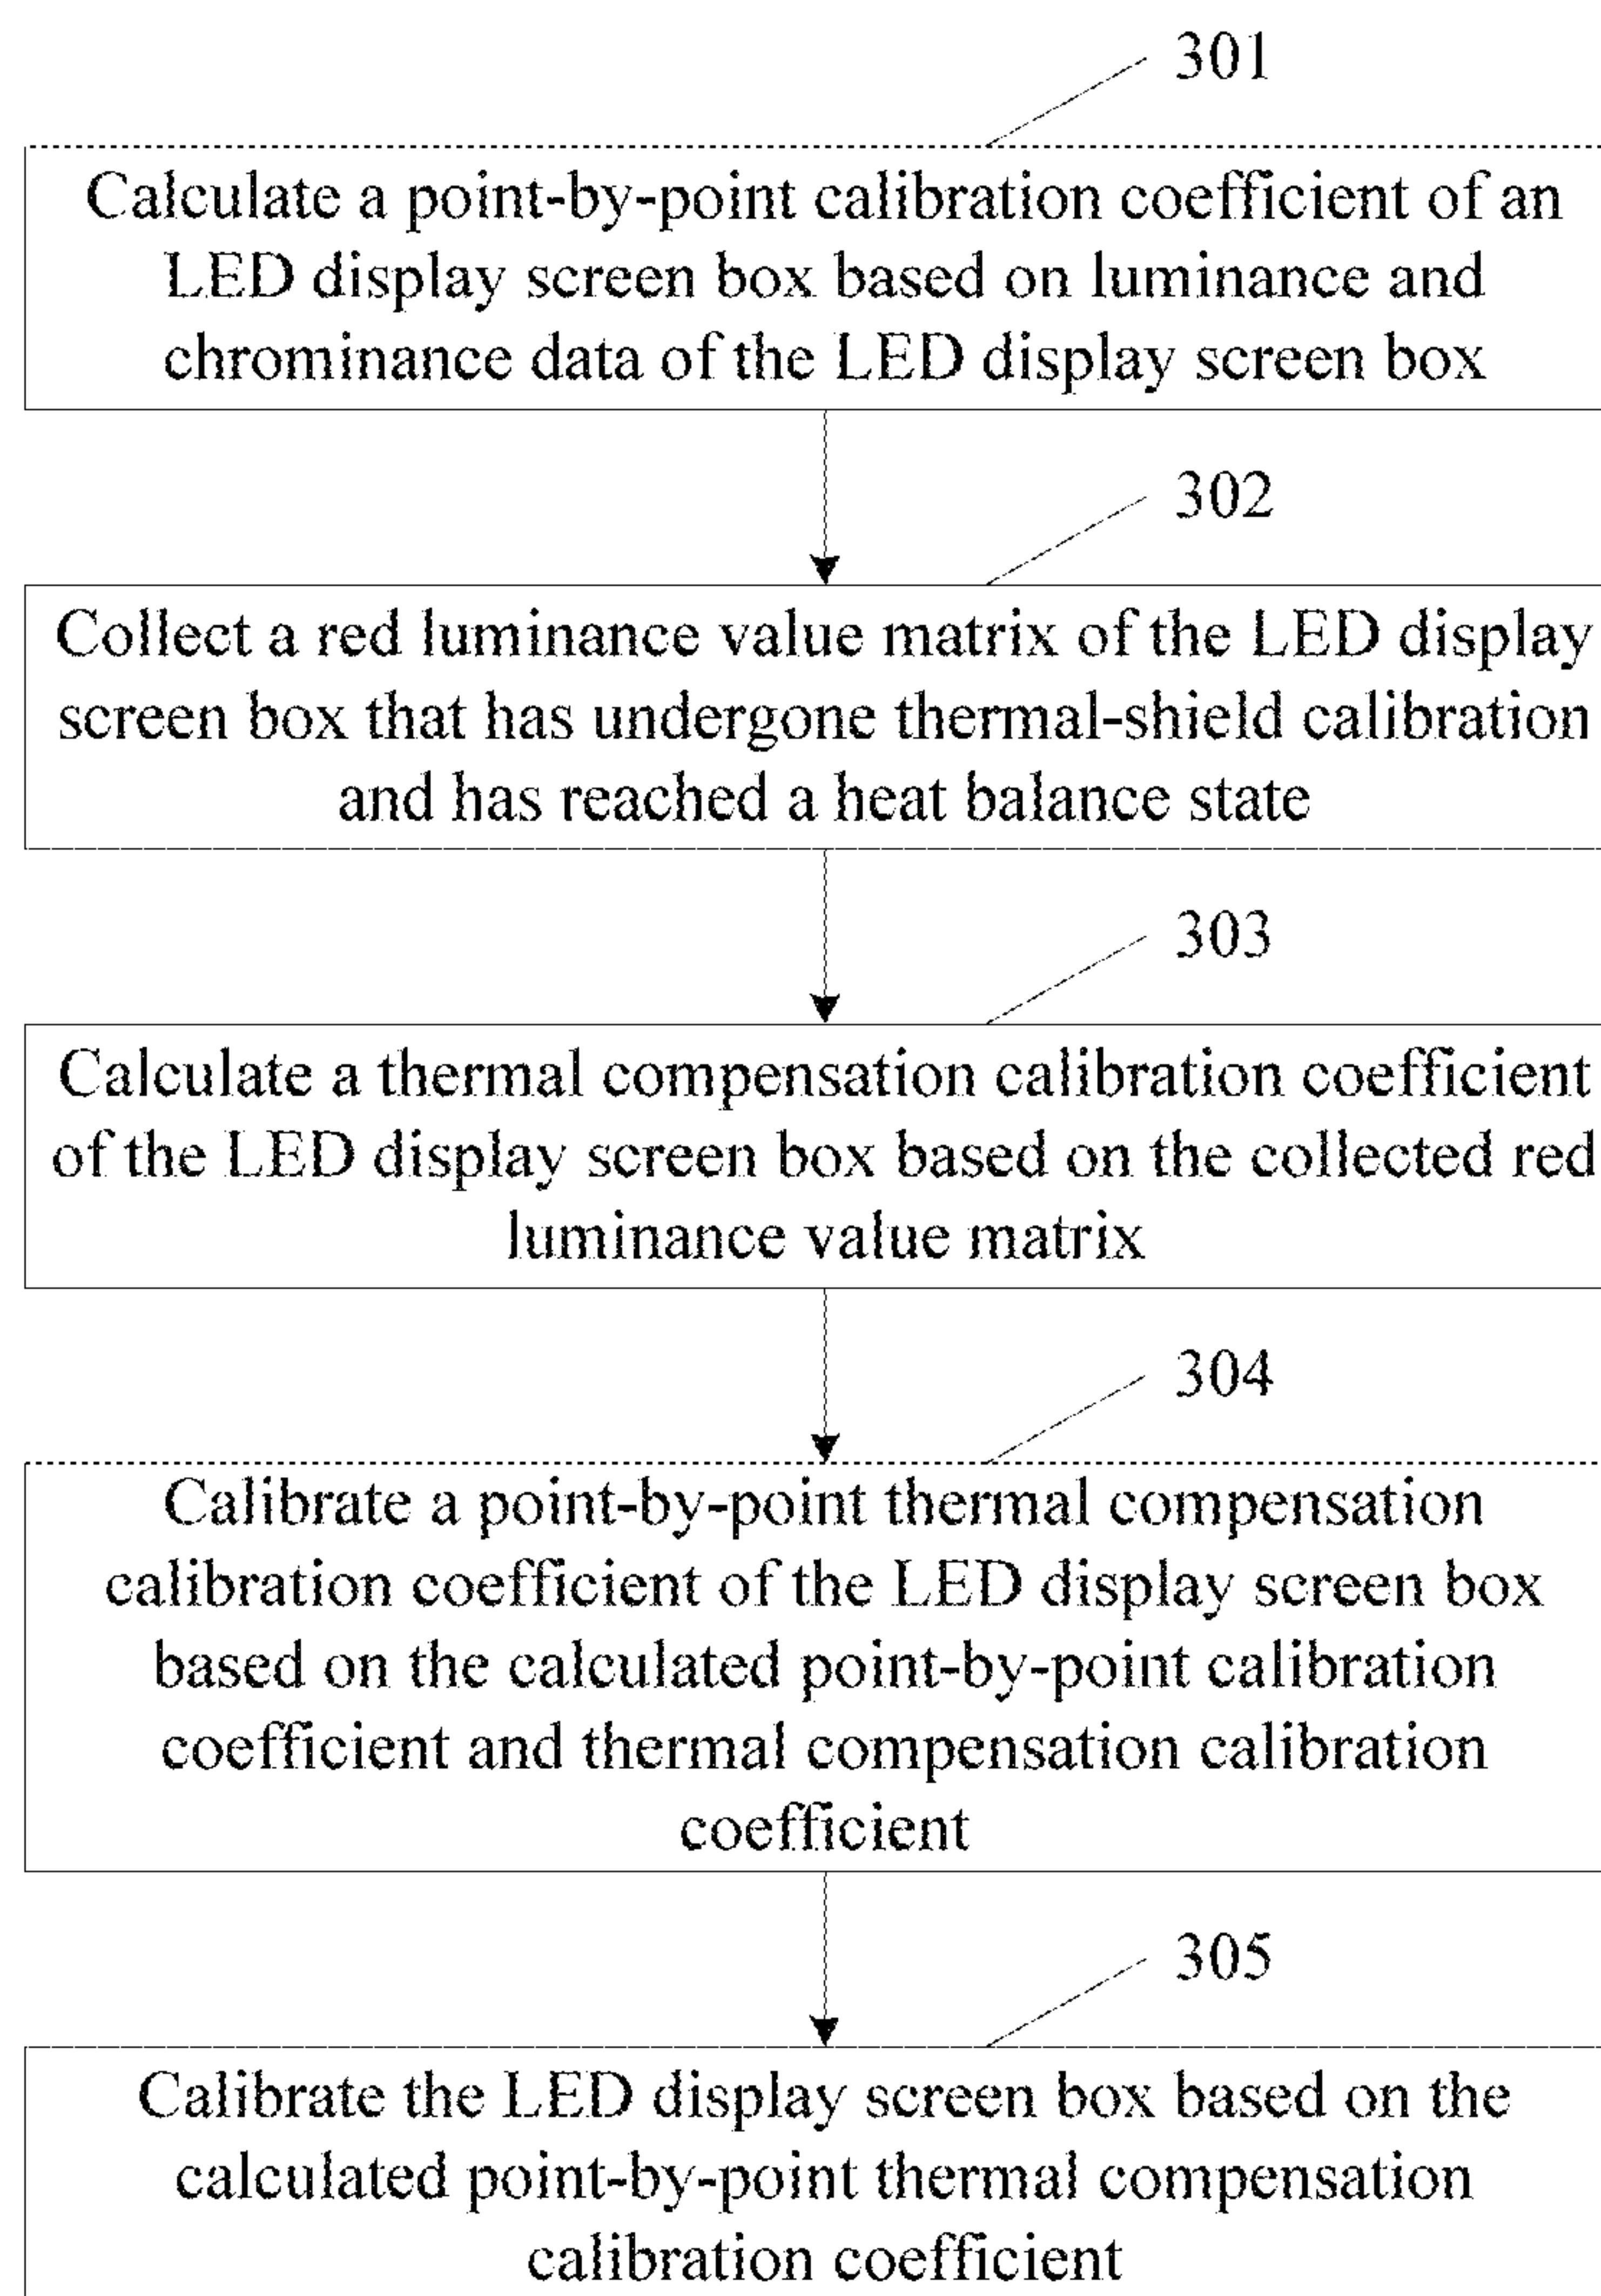 301
Calculate a point-by-point calibration coefficient of an
LED display screen box based on luminance and
chrominance data of the LED display screen box
302
Collect a red luminance value matrix of the LED display
screen box that has undergone thermal-shield calibration
and has reached a heat balance state
303
Calculate a thermal compensation calibration coefficient
of the LED display screen box based on the collected red
luminance value matrix
304
Calibrate a point-by-point thermal compensation
calibration coefficient of the LED display screen box
based on the calculated point-by-point calibration
coefficient and thermal compensation calibration
coefficient
305
Calibrate the LED display screen box based on the
calculated point-by-point thermal compensation
calibration coefficient